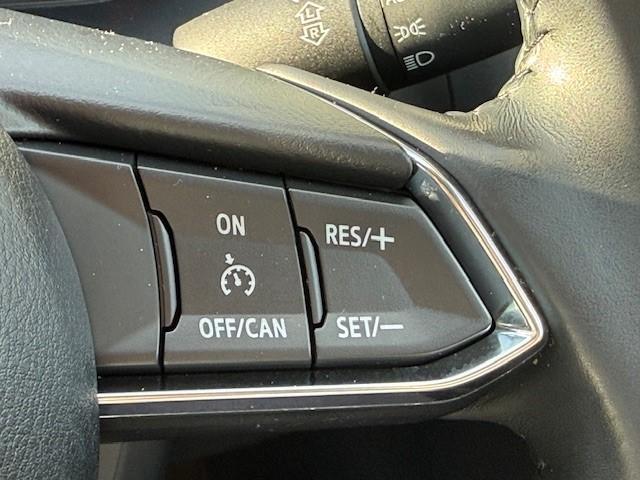 R
ON
RES/+
OFF/CAN
SET/−